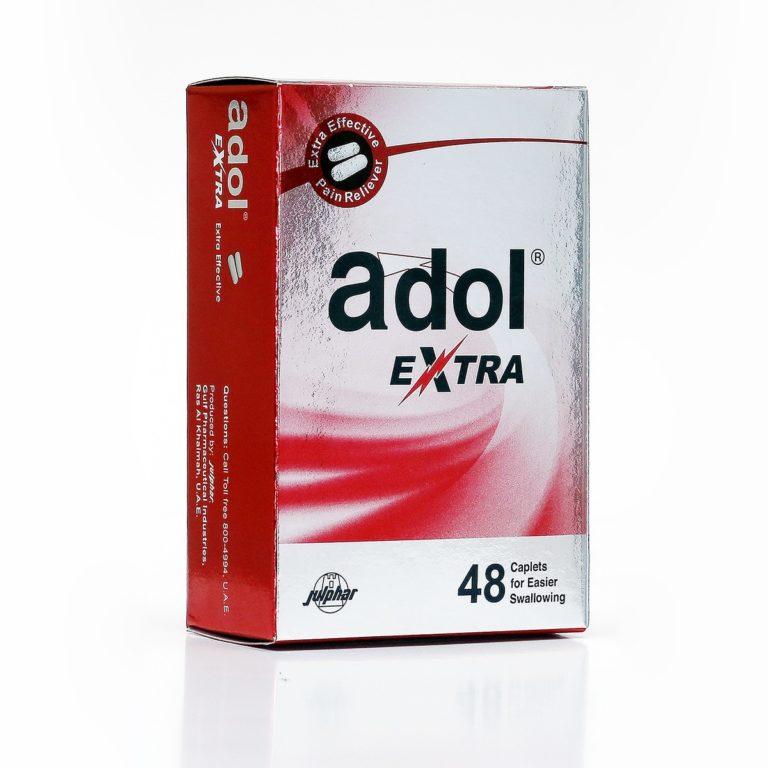 adol®
EXTRA
Extra Effective
Questions: Call Toll free 800-4994, U.A.E.
Produced by: julphar
Gulf Pharmaceutical Industries,
Ras Al Khaimah, U.A.E.
Extra Effective
Pain Reliever
adol®
EXTRA
julphar
48 Caplets
for Easier
Swallowing